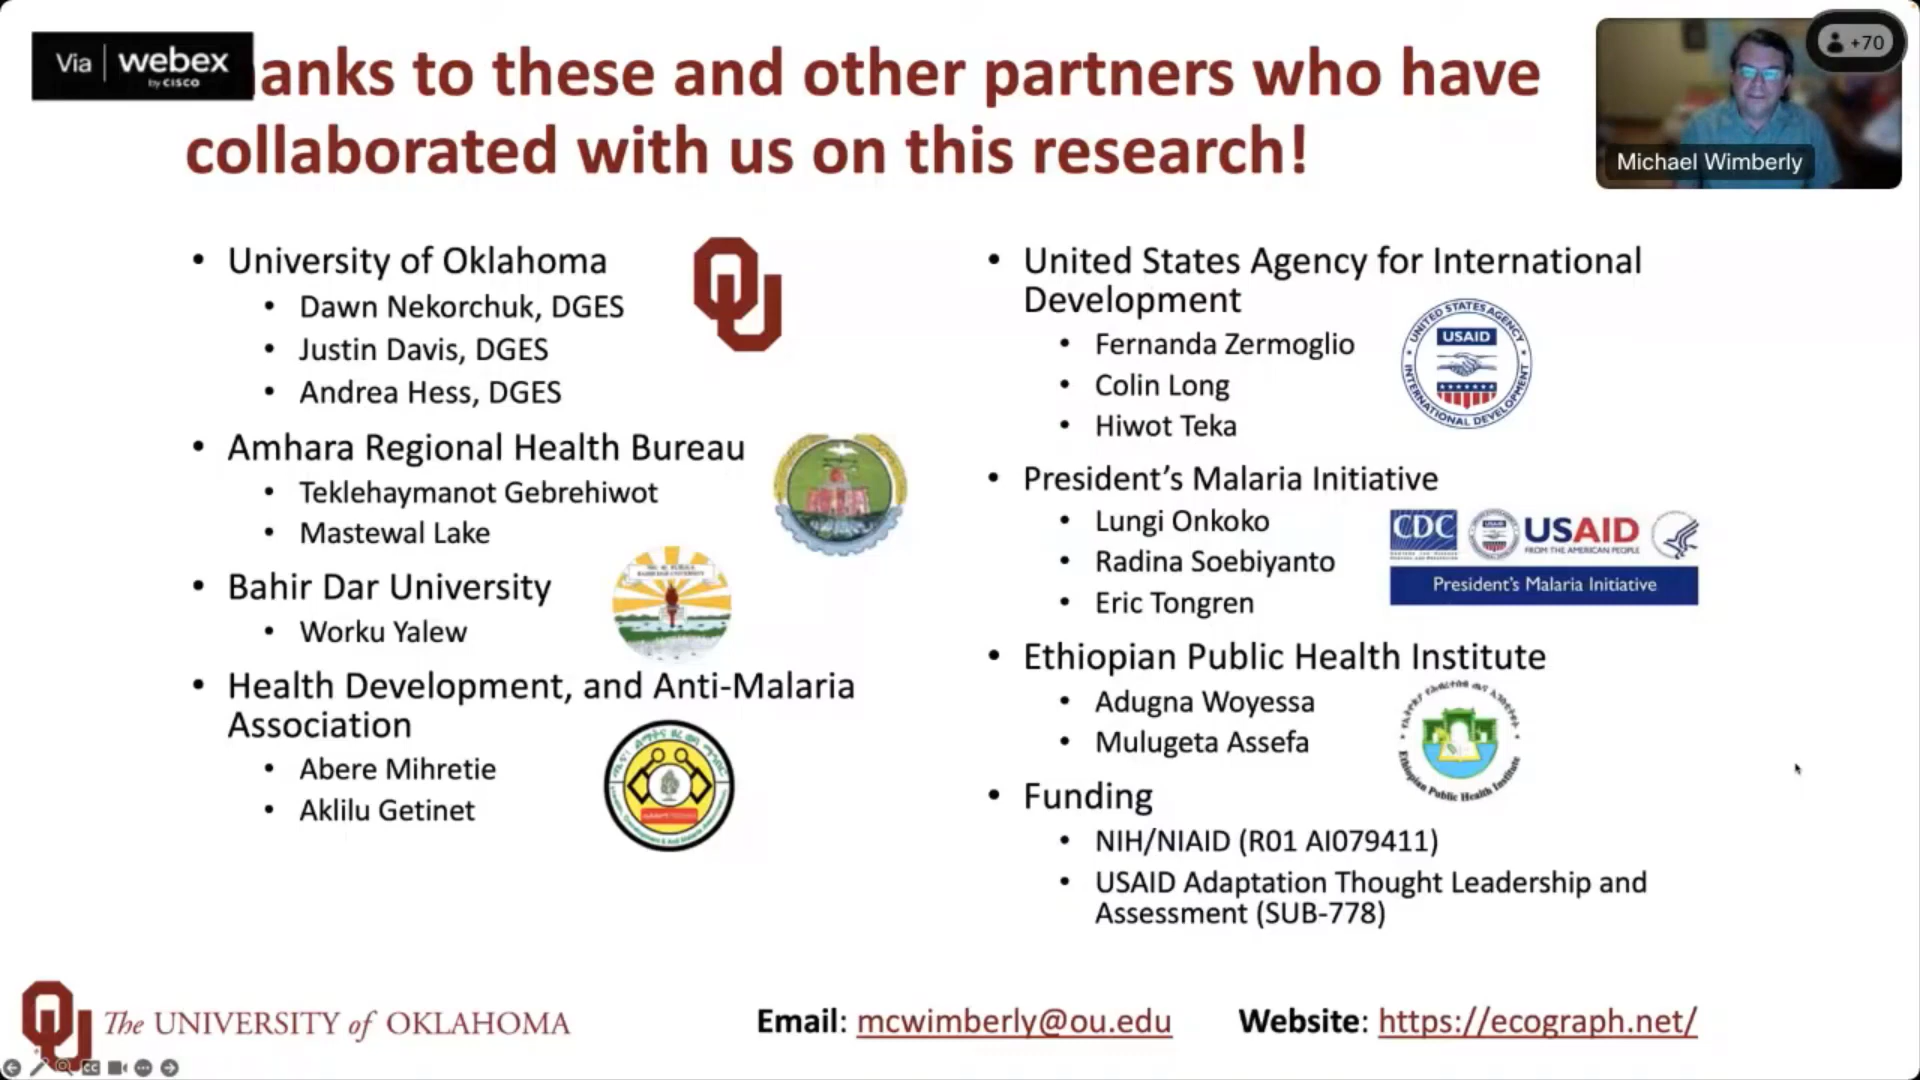 Via webex
by CISCO
anks to these and other partners who have
collaborated with us on this research!
+70
Michael Wimberly
• University of Oklahoma
• Dawn Nekorchuk, DGES
• Justin Davis, DGES
• Andrea Hess, DGES
• Amhara Regional Health Bureau
• Teklehaymanot Gebrehiwot
• Mastewal Lake
• Bahir Dar University
• Worku Yalew
• Health Development, and Anti-Malaria
Association
• Abere Mihretie
• Aklilu Getinet
• United States Agency for International
Development
• Fernanda Zermoglio
• Colin Long
• Hiwot Teka
UNITED STATES AGENCY
USAID
INTERNATIONAL DEVELOPMENT
• President's Malaria Initiative
• Lungi Onkoko
• Radina Soebiyanto
• Eric Tongren
CDC
USAID
FROM THE AMERICAN PEOPLE
President's Malaria Initiative
• Ethiopian Public Health Institute
• Adugna Woyessa
• Mulugeta Assefa
Ethiopian Public Health Institute
• Funding
• NIH/NIAID (R01 AI079411)
• USAID Adaptation Thought Leadership and
Assessment (SUB-778)
The UNIVERSITY of OKLAHOMA
Email: mcwimberly@ou.edu
Website: https://ecograph.net/